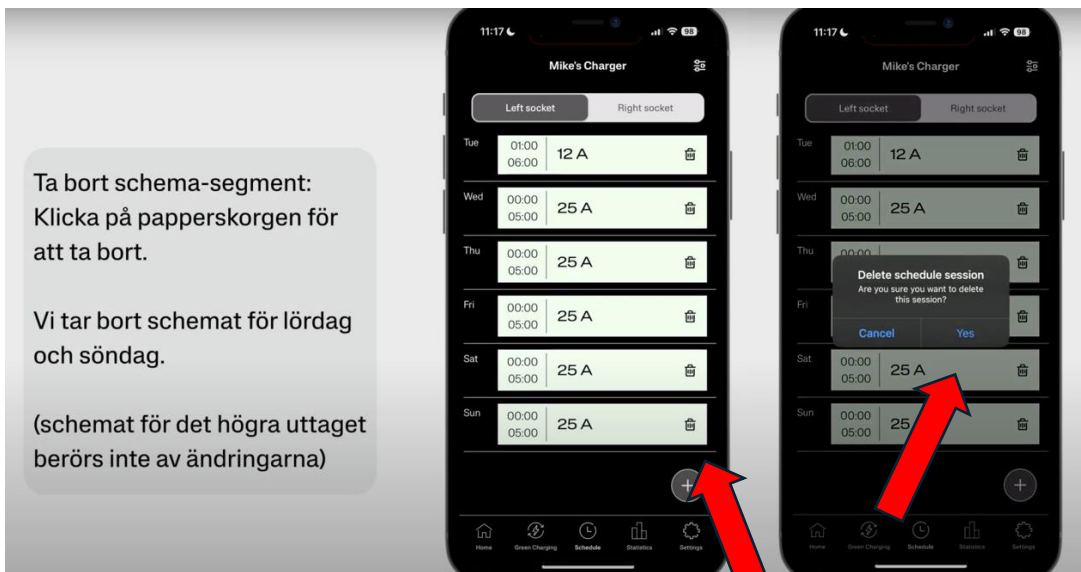 Ta bort schema-segment:
Klicka på papperskorgen för
att ta bort.
Vi tar bort schemat för lördag
och söndag.
(schemat för det högra uttaget
berörs inte av ändringarna)
11:17
98
Mike's Charger
Left socket
Right socket
Tue
01:00
06:00
12 A
Wed
00:00
05:00
25 A
Thu
00:00
05:00
25 A
Fri
00:00
05:00
25 A
Sat
00:00
05:00
25 A
Sun
00:00
05:00
25 A
+
Home
Green Charging
Schedule
Statistics
Settings
11:17
98
Mike's Charger
Left socket
Right socket
Tue
01:00
06:00
12 A
Wed
00:00
05:00
25 A
Thu
00:00
Delete schedule session
Are you sure you want to delete
this session?
Cancel
Yes
Fri
Sat
00:00
05:00
25 A
Sun
00:00
05:00
25
+
Home
Green Charging
Schedule
Statistics
Settings